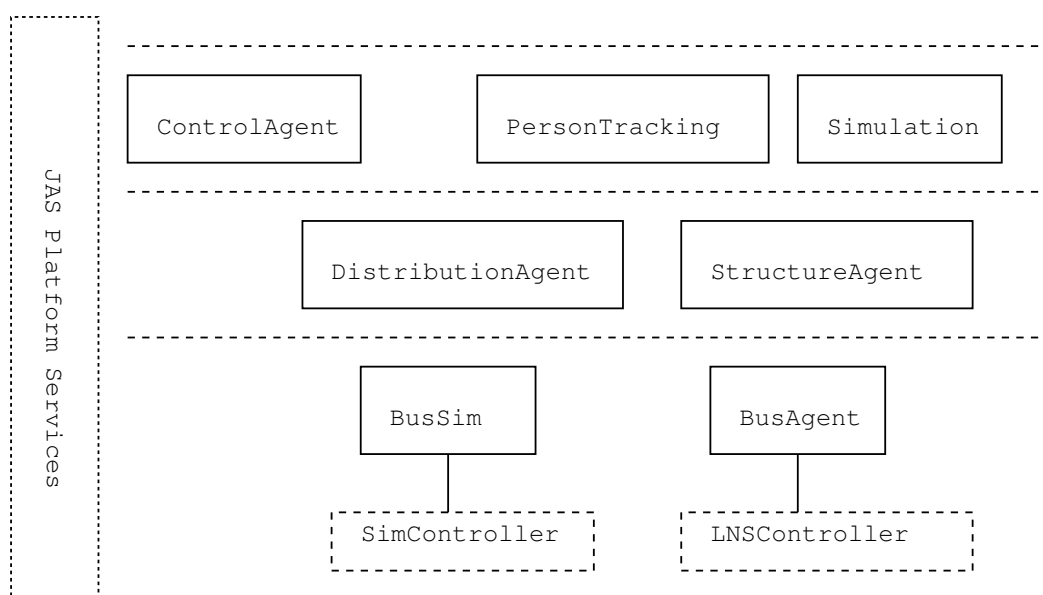 JAS Platform Services
ControlAgent
PersonTracking
Simulation
DistributionAgent
StructureAgent
BusSim
BusAgent
SimController
LNSController